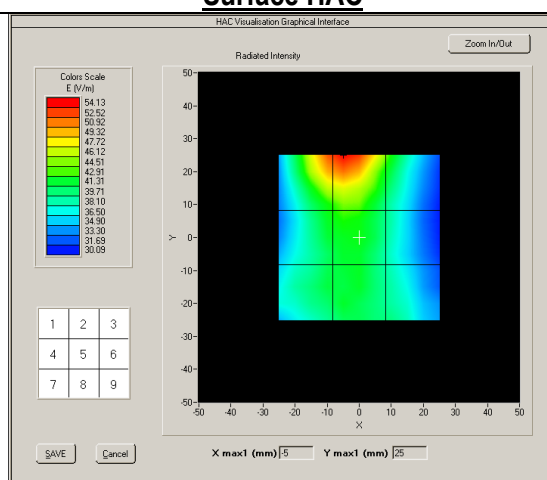 Surface HAC
HAC Visualisation Graphical Interface
Zoom In/Out
Radiated Intensity
Colors Scale
E (V/m)
54.13
52.52
50.92
49.32
47.72
46.12
44.51
42.91
41.31
39.71
38.10
36.50
34.90
33.30
31.69
30.09
50
40
30
20
10
0
-10
-20
-30
-40
-50
Y
-50 -40 -30 -20 -10 0 10 20 30 40 50
X
1 2 3
4 5 6
7 8 9
SAVE Cancel X max1 (mm) -5 Y max1 (mm) 25